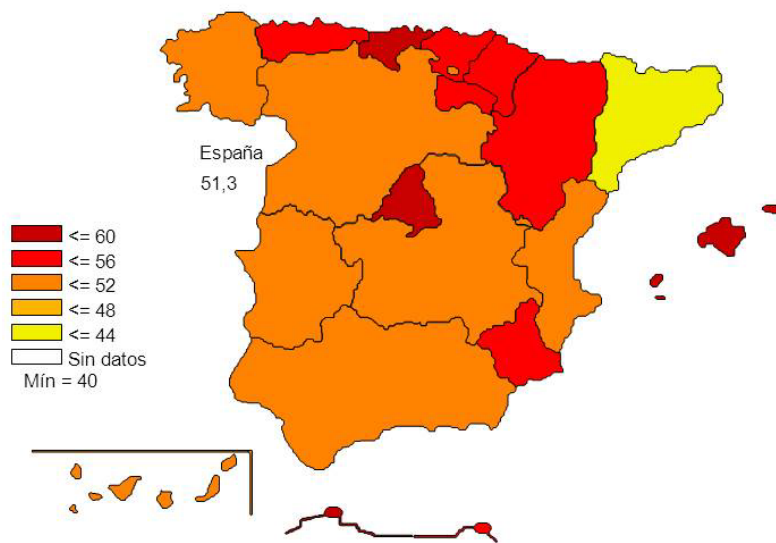 España
51,3
<= 60
<= 56
<= 52
<= 48
<= 44
Sin datos
Mín = 40